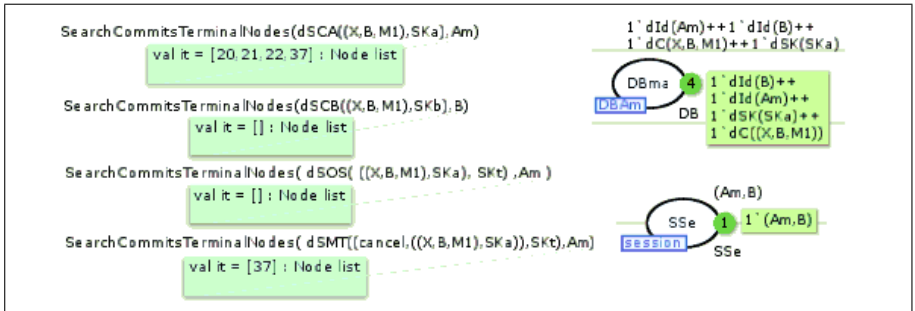 SearchCommitsTerminalNodes(dSCA((X,B,M1),SKa),Am)
val it = [20,21,22,37] : Node list
SearchCommitsTerminalNodes(dSCB((X,B,M1),SKb),B)
val it = [] : Node list
SearchCommitsTerminalNodes( dSOS( ((X,B,M1),SKa), SKt) ,Am )
val it = [] : Node list
SearchCommitsTerminalNodes( dSMT((cancel,((X,B,M1),SKa)),SKt),Am)
val it = [37] : Node list
1`dId(Am)++1`dId(B)++
1`dC(X,B,M1)++1`dSK(SKa)
DBma
4
DBAm
DB
1`dId(B)++
1`dId(Am)++
1`dSK(SKa)++
1`dC((X,B,M1))
(Am,B)
SSe
1
1`(Am,B)
session
SSe